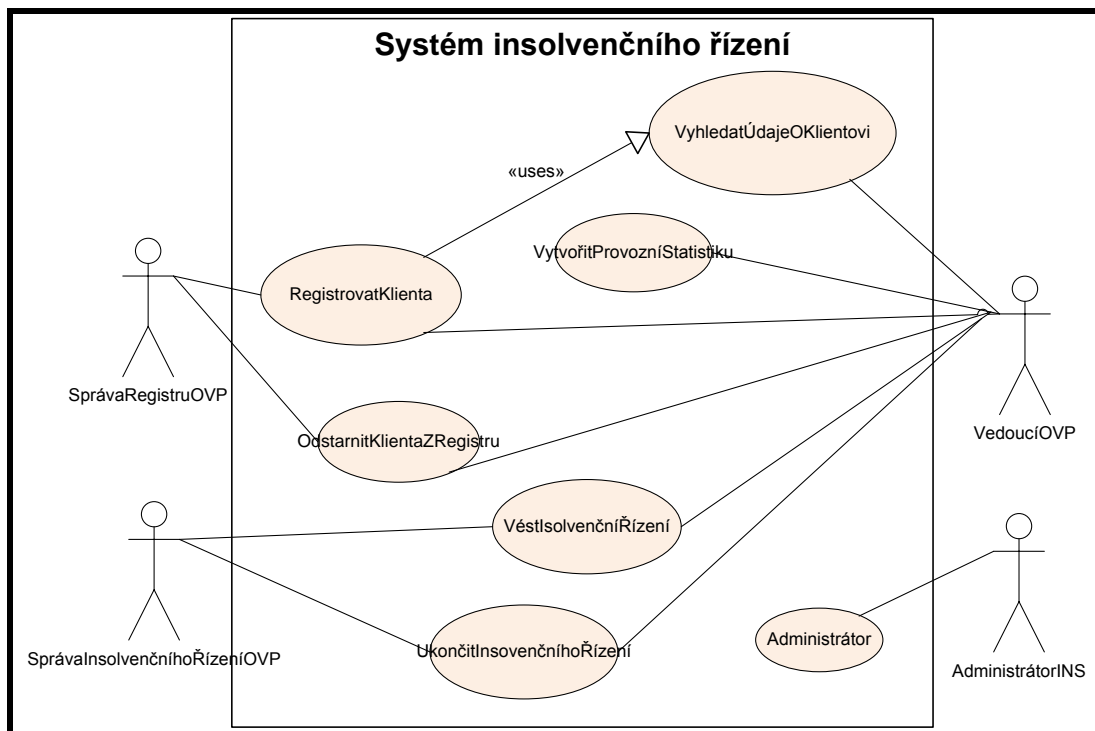 Systém insolvenčního řízení
VyhledatÚdajeOKlientovi
«uses»
VytvořitProvozníStatistiku
RegistrovatKlienta
SprávaRegistruOVP
VedoucíOVP
OdstarnitKlientaZRegistru
VéstIsolvenčníŘízení
Administrátor
UkončitInsovenčníhoŘízení
SprávaInsolvenčníhoŘízeníOVP
AdministrátorINS